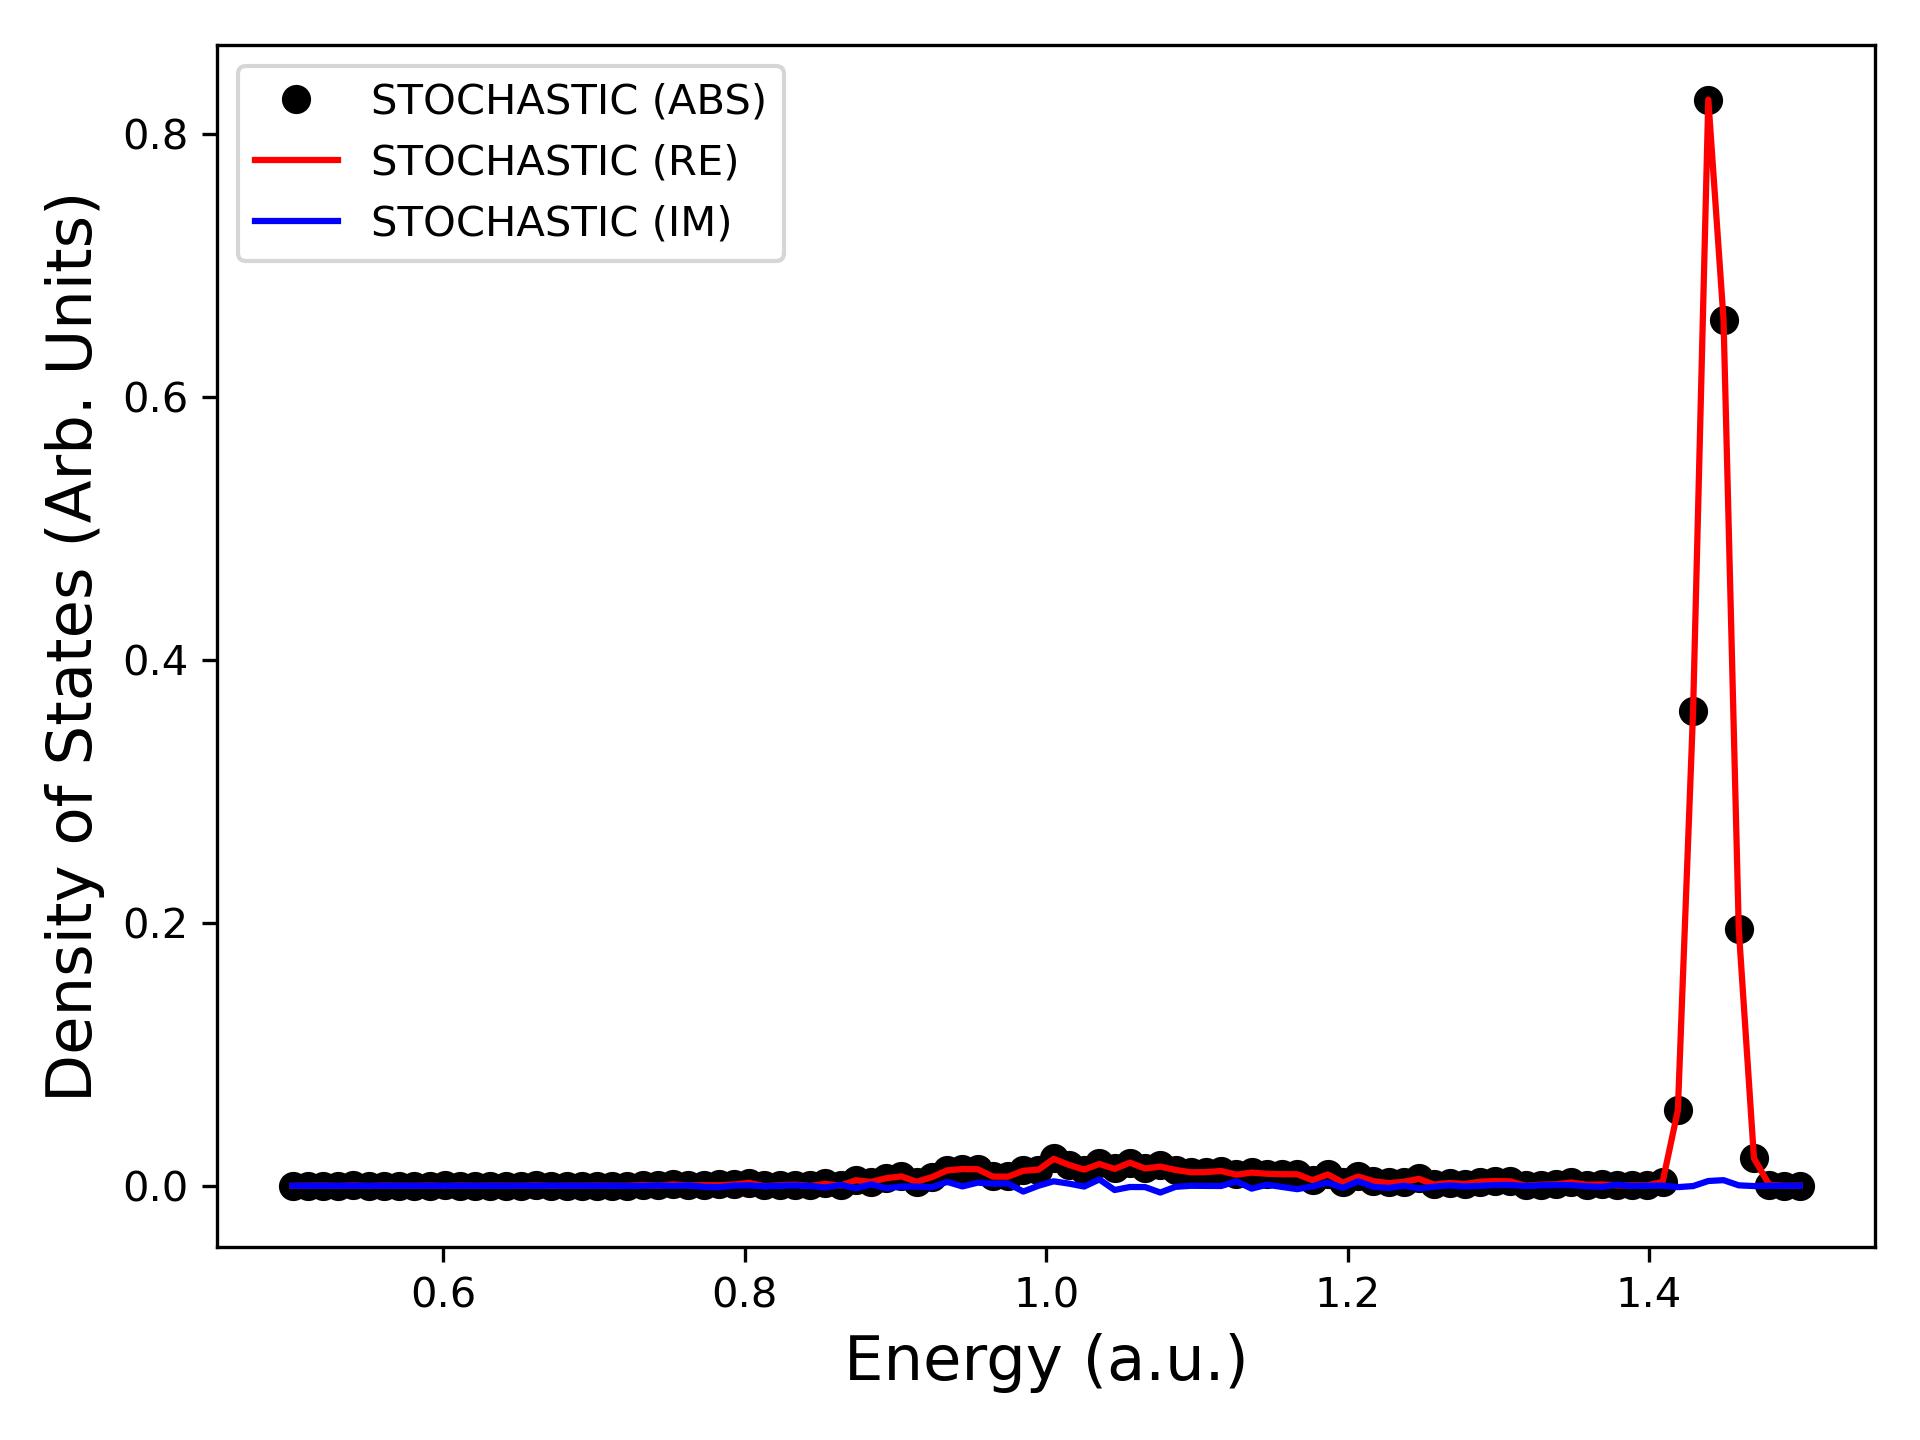 STOCHASTIC (ABS)
STOCHASTIC (RE)
STOCHASTIC (IM)
Density of States (Arb. Units)
0.8
0.6
0.4
0.2
0.0
0.6 0.8 1.0 1.2 1.4
Energy (a.u.)